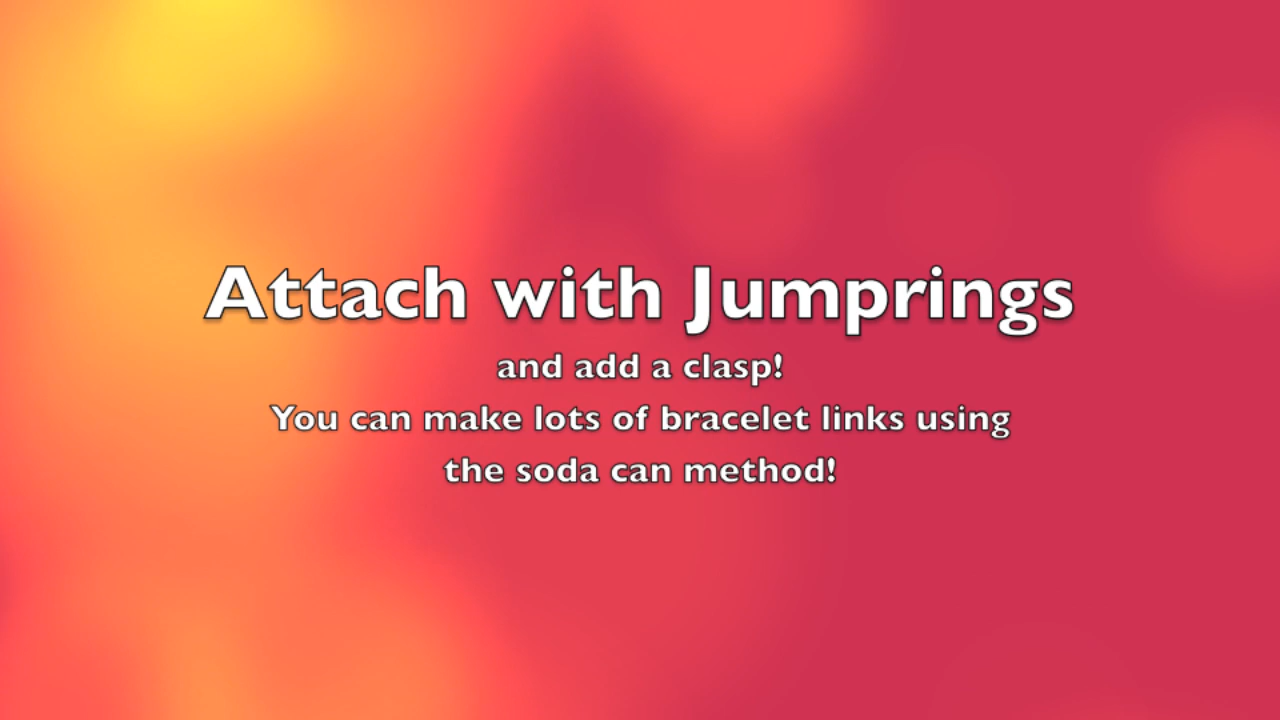 Attach with Jumprings
and add a clasp!
You can make lots of bracelet links using
the soda can method!